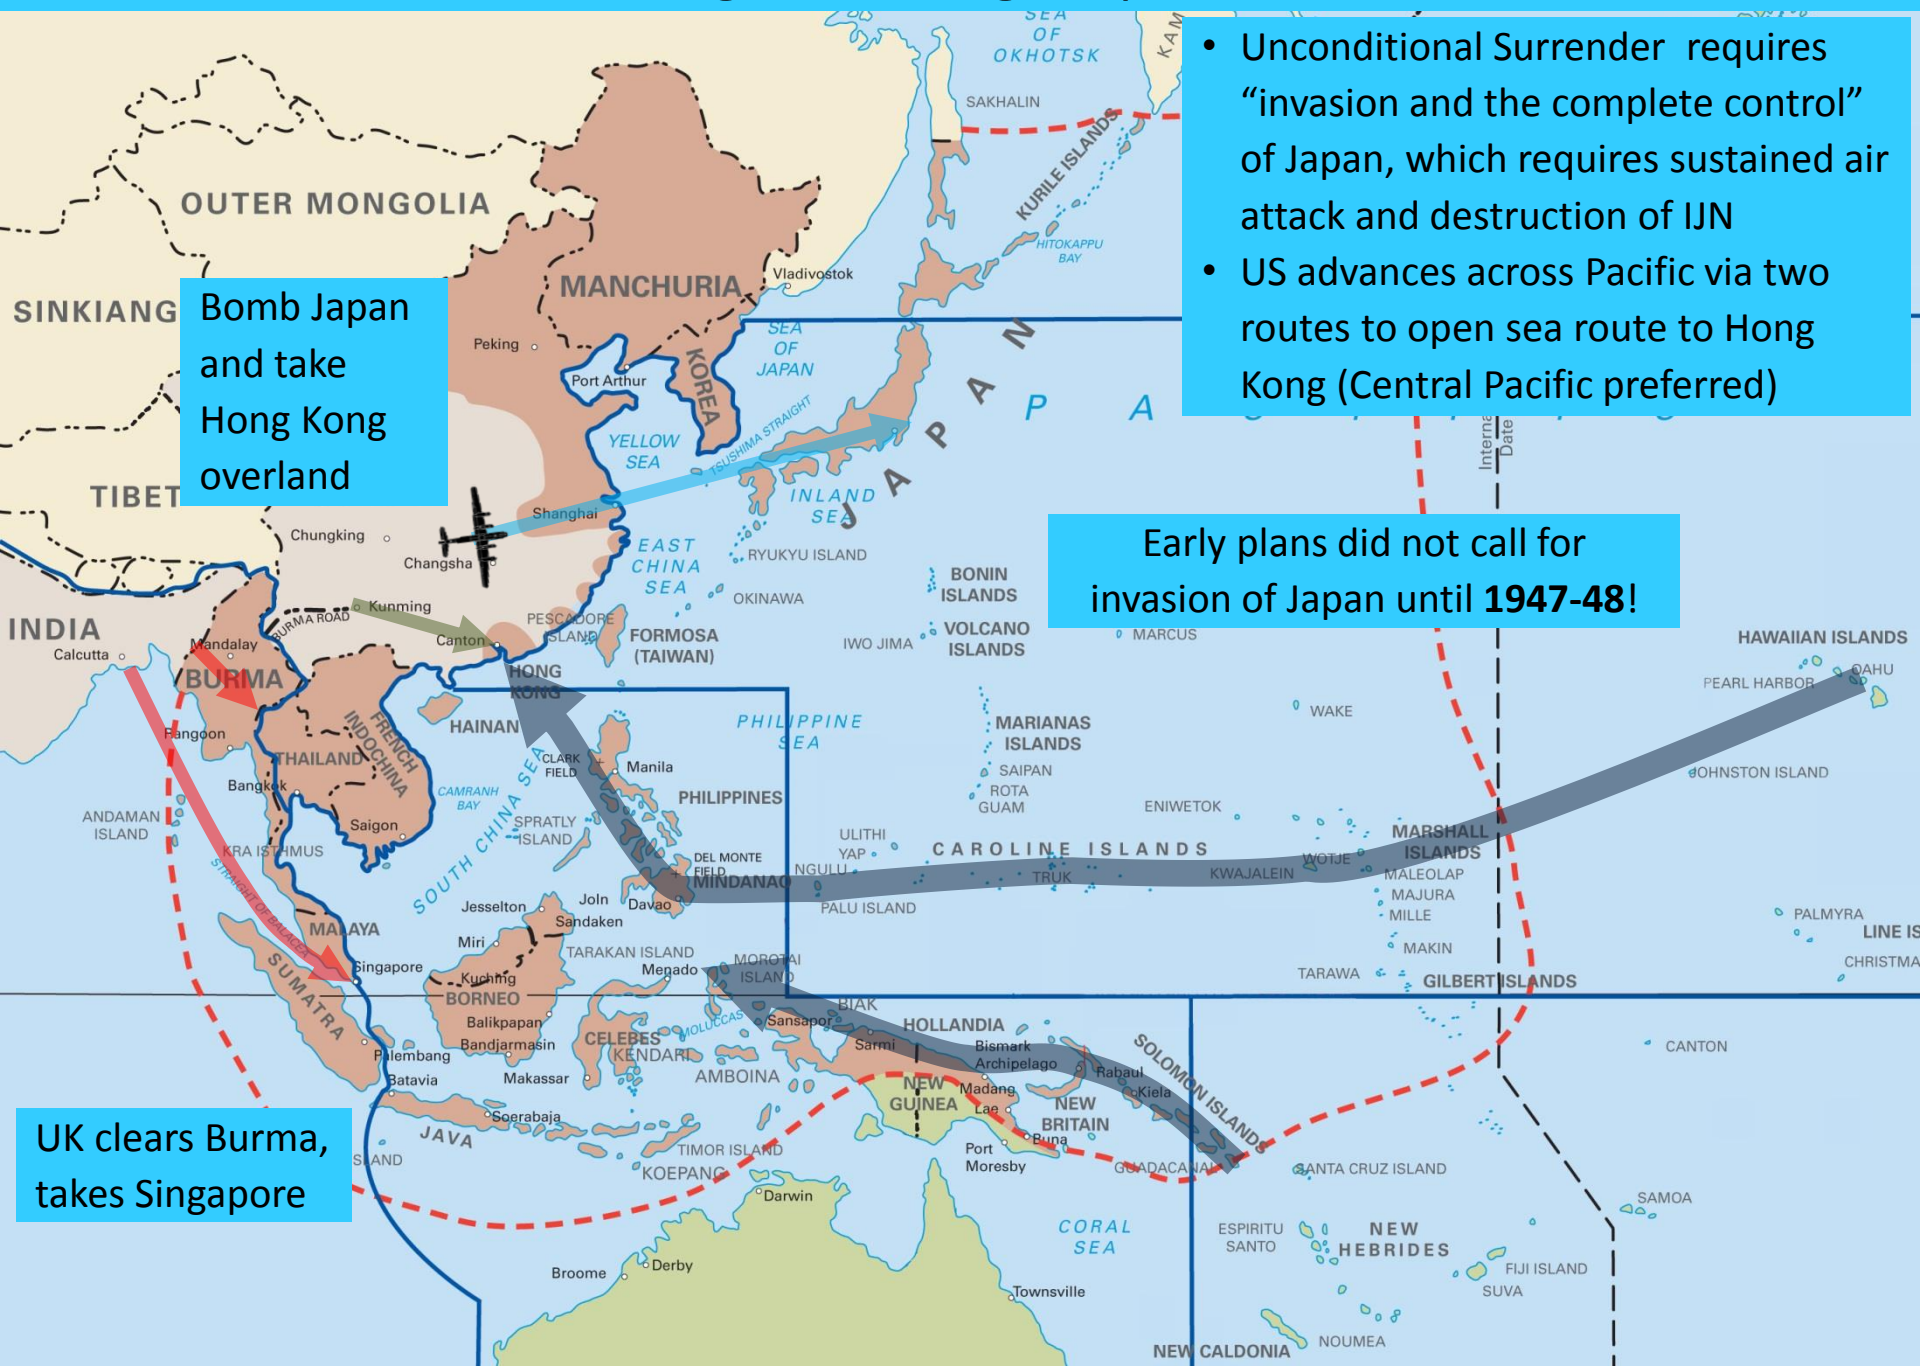 SEA
OF
OKHOTSK
KAM
• Unconditional Surrender requires
“invasion and the complete control”
of Japan, which requires sustained air
attack and destruction of IJN
• US advances across Pacific via two
routes to open sea route to Hong
Kong (Central Pacific preferred)
SAKHALIN
KURILE ISLANDS
HITOKAPPU
BAY
OUTER MONGOLIA
MANCHURIA
Vladivostok
SINKIANG
Bomb Japan
and take
Hong Kong
overland
Peking
Port Arthur
KOREA
SEA
OF
JAPAN
JAPAN
P A
Interna
Date
YELLOW
SEA
TSUSHIMA STRAIGHT
INLAND
SEA
TIBET
Shanghai
Chungking
Changsha
EAST
CHINA
SEA
RYUKYU ISLAND
OKINAWA
BONIN
ISLANDS
Early plans did not call for
invasion of Japan until 1947-48!
INDIA
Calcutta
Kunming
BURMA ROAD
Mandalay
BURMA
Canton
PESCADORE
ISLAND
FORMOSA
(TAIWAN)
IWO JIMA
VOLCANO
ISLANDS
MARCUS
HAWAIIAN ISLANDS
OAHU
PEARL HARBOR
HONG
KONG
HAINAN
Rangoon
THAILAND
FRENCH
INDOCHINA
Bangkok
Saigon
CAMRANH
BAY
SOUTH CHINA SEA
CLARK
FIELD
Manila
PHILIPPINE
SEA
PHILIPPINES
MARIANAS
ISLANDS
SAIPAN
ROTA
GUAM
WAKE
JOHNSTON ISLAND
ENIWETOK
ANDAMAN
ISLAND
KRA ISTHMUS
SPRATLY
ISLAND
ULITHI
YAP
NGULU
CAROLINE ISLANDS
TRUK
KWAJALEIN
WOTJE
MARSHALL
ISLANDS
MALEOLAP
MAJURA
MILLE
DEL MONTE
FIELD
MINDANAO
Davao
PALU ISLAND
STRAIGHT OF BALACEA
MALAYA
Jesselton
Joln
Sandaken
Miri
TARAKAN ISLAND
Menado
MOROTAI
ISLAND
MAKIN
TARAWA
GILBERT ISLANDS
PALMYRA
LINE IS
CHRISTMA
Singapore
SUMATRA
Kuching
BORNEO
Balikpapan
Bandjarmasin
CELEBES
KENDARI
MOLUCCAS
BIAK
Sansapor
Sarmi
HOLLANDIA
Bismark
Archipelago
SOLOMON ISLANDS
CANTON
Palembang
Batavia
Makassar
AMBOINA
NEW
GUINEA
Madang
Lae
Rabaul
Kiela
NEW
BRITAIN
Buna
Port
Moresby
GUADACANAL
SANTA CRUZ ISLAND
UK clears Burma,
takes Singapore
SLAND
JAVA
Soerabaja
TIMOR ISLAND
KOEPANG
Darwin
SAMOA
CORAL
SEA
ESPIRITU
SANTO
NEW
HEBRIDES
FIJI ISLAND
SUVA
Broome
Derby
Townsville
NEW CALDONIA
NOUMEA